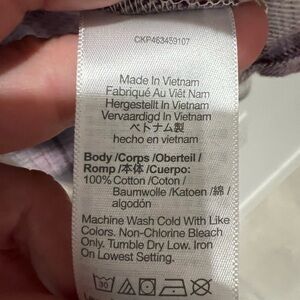 CKP463459107
Made In Vietnam
Fabriqué Au Viêt Nam
Hergestellt In Vietnam
Vervaardigd In Vietnam
ベトナム製
hecho en vietnam
Body /Corps /Oberteil /
Romp /本体 /Cuerpo:
100% Cotton /Coton /
Baumwolle /Katoen /綿 /
algodón
Machine Wash Cold With Like
Colors. Non-Chlorine Bleach
Only. Tumble Dry Low. Iron
On Lowest Setting.
30